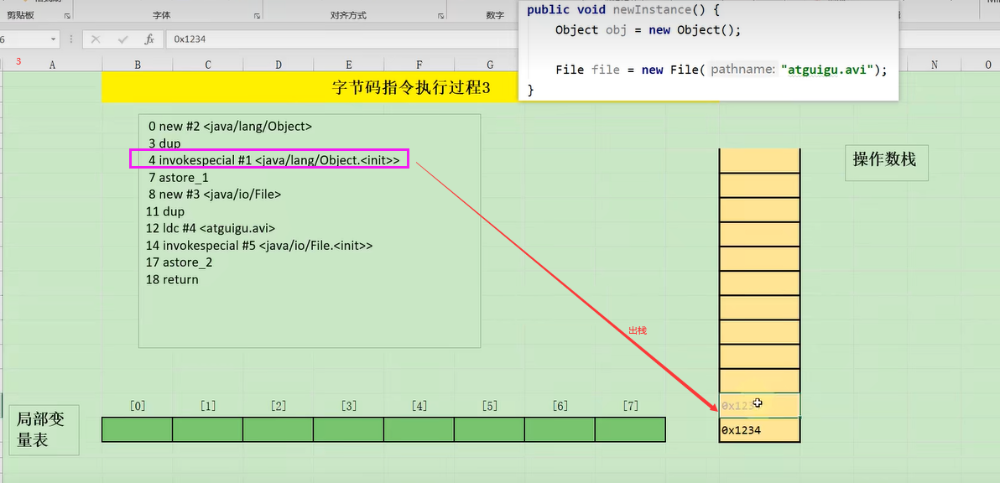 剪贴板
字体
对齐方式
数字
0x1234
3
A
B
C
D
E
F
G
N
O
public void newInstance() {
Object obj = new Object();
File file = new File( pathname: "atguigu.avi");
}
字节码指令执行过程3
0 new #2 <java/lang/Object>
3 dup
4 invokespecial #1 <java/lang/Object.<init>>
7 astore_1
8 new #3 <java/io/File>
11 dup
12 ldc #4 <atguigu.avi>
14 invokespecial #5 <java/io/File.<init>>
17 astore_2
18 return
操作数栈
出栈
[0] [1] [2] [3] [4] [5] [6] [7]
局部变
量表
0x1234